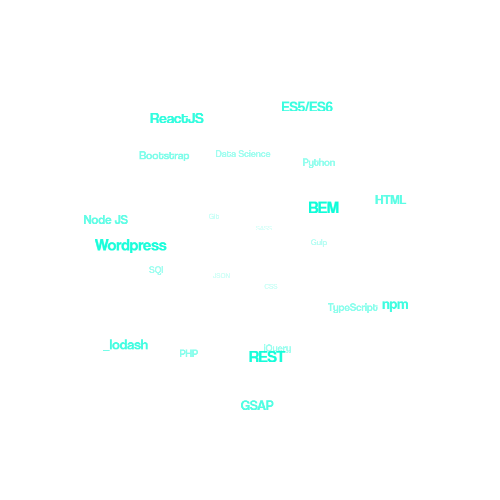 ES5/ES6
ReactJS
Data Science
Bootstrap
Python
HTML
BEM
Node JS
Gulp
Wordpress
SQl
CSS
npm
TypeScript
_lodash
jQuery
PHP
REST
GSAP